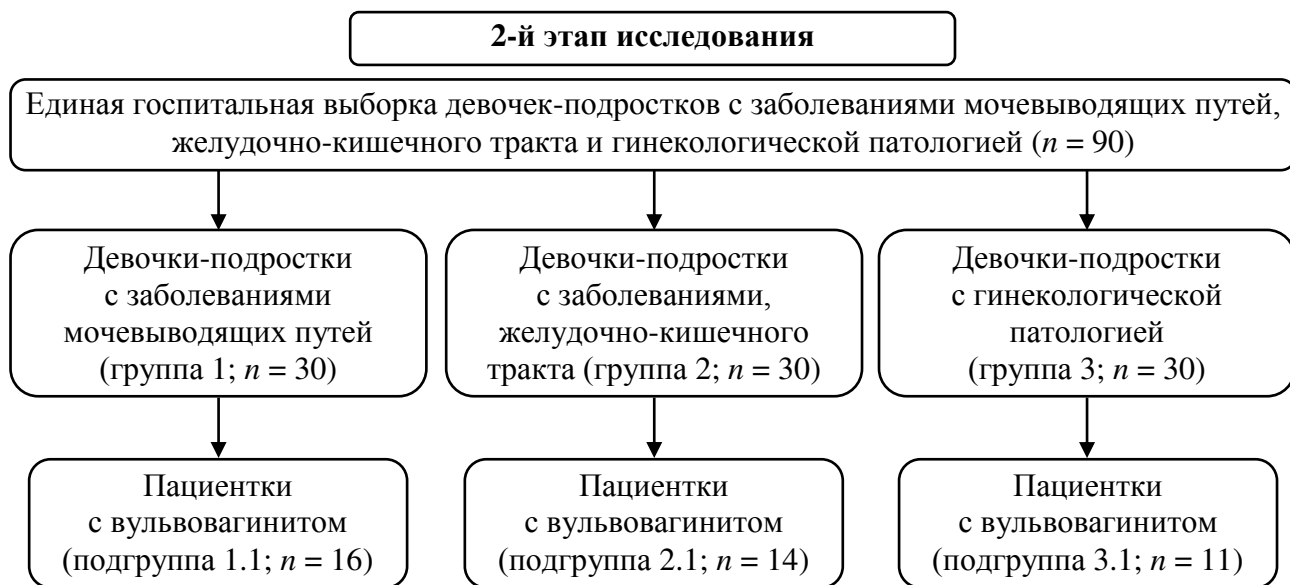 2-й этап исследования
Единая госпитальная выборка девочек-подростков с заболеваниями мочевыводящих путей,
желудочно-кишечного тракта и гинекологической патологией (n = 90)
Девочки-подростки
с заболеваниями
мочевыводящих путей
(группа 1; n = 30)
Девочки-подростки
с заболеваниями,
желудочно-кишечного
тракта (группа 2; n = 30)
Девочки-подростки
с гинекологической
патологией
(группа 3; n = 30)
Пациентки
с вульвовагинитом
(подгруппа 1.1; n = 16)
Пациентки
с вульвовагинитом
(подгруппа 2.1; n = 14)
Пациентки
с вульвовагинитом
(подгруппа 3.1; n = 11)